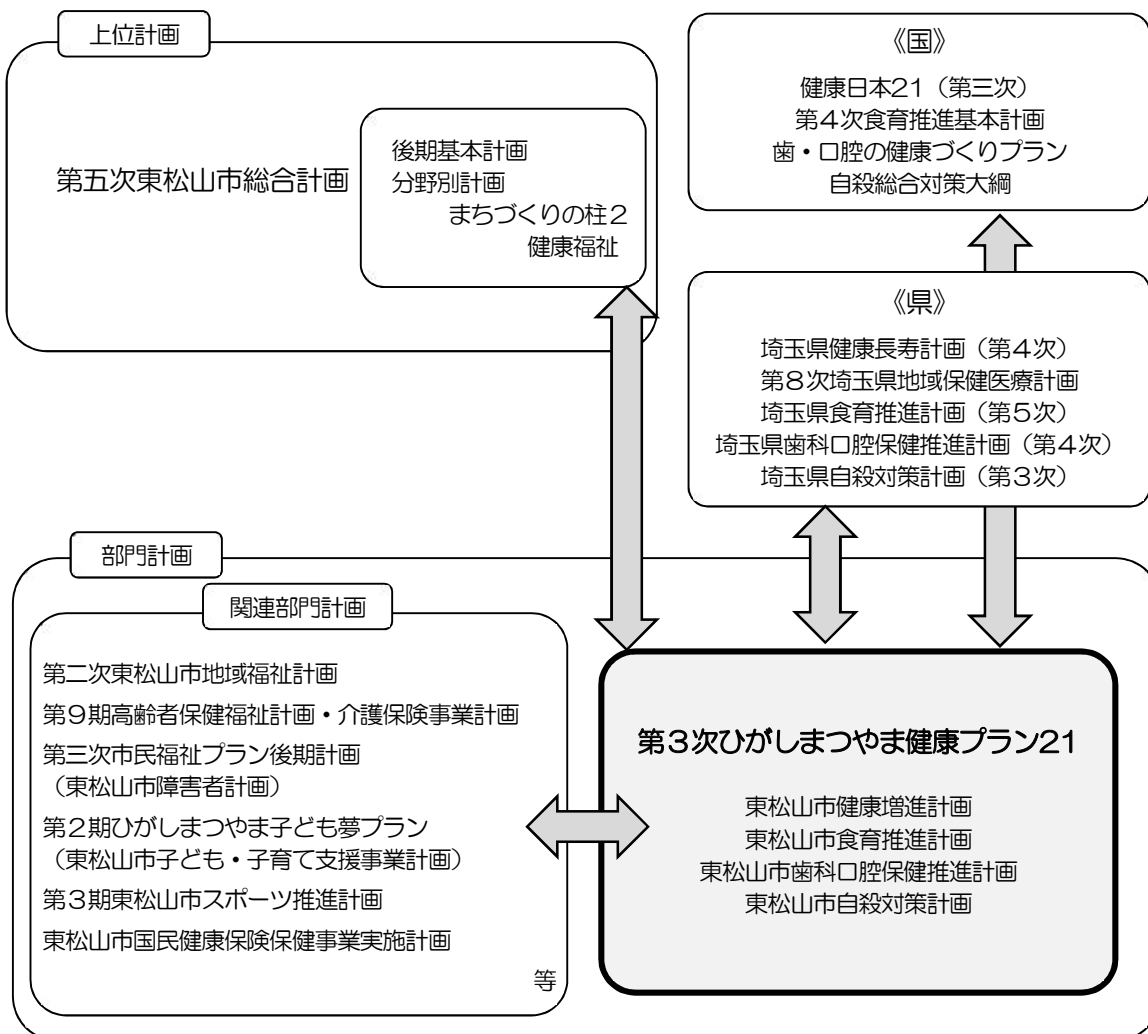 上位計画
第五次東松山市総合計画
後期基本計画
分野別計画
まちづくりの柱２
健康福祉
《国》
健康日本21（第三次）
第４次食育推進基本計画
歯・口腔の健康づくりプラン
自殺総合対策大綱
《県》
埼玉県健康長寿計画（第４次）
第８次埼玉県地域保健医療計画
埼玉県食育推進計画（第５次）
埼玉県歯科口腔保健推進計画（第４次）
埼玉県自殺対策計画（第３次）
部門計画
関連部門計画
第二次東松山市地域福祉計画
第９期高齢者保健福祉計画・介護保険事業計画
第三次市民福祉プラン後期計画
（東松山市障害者計画）
第２期ひがしまつやま子ども夢プラン
（東松山市子ども・子育て支援事業計画）
第３期東松山市スポーツ推進計画
東松山市国民健康保険保健事業実施計画
等
第３次ひがしまつやま健康プラン21
東松山市健康増進計画
東松山市食育推進計画
東松山市歯科口腔保健推進計画
東松山市自殺対策計画